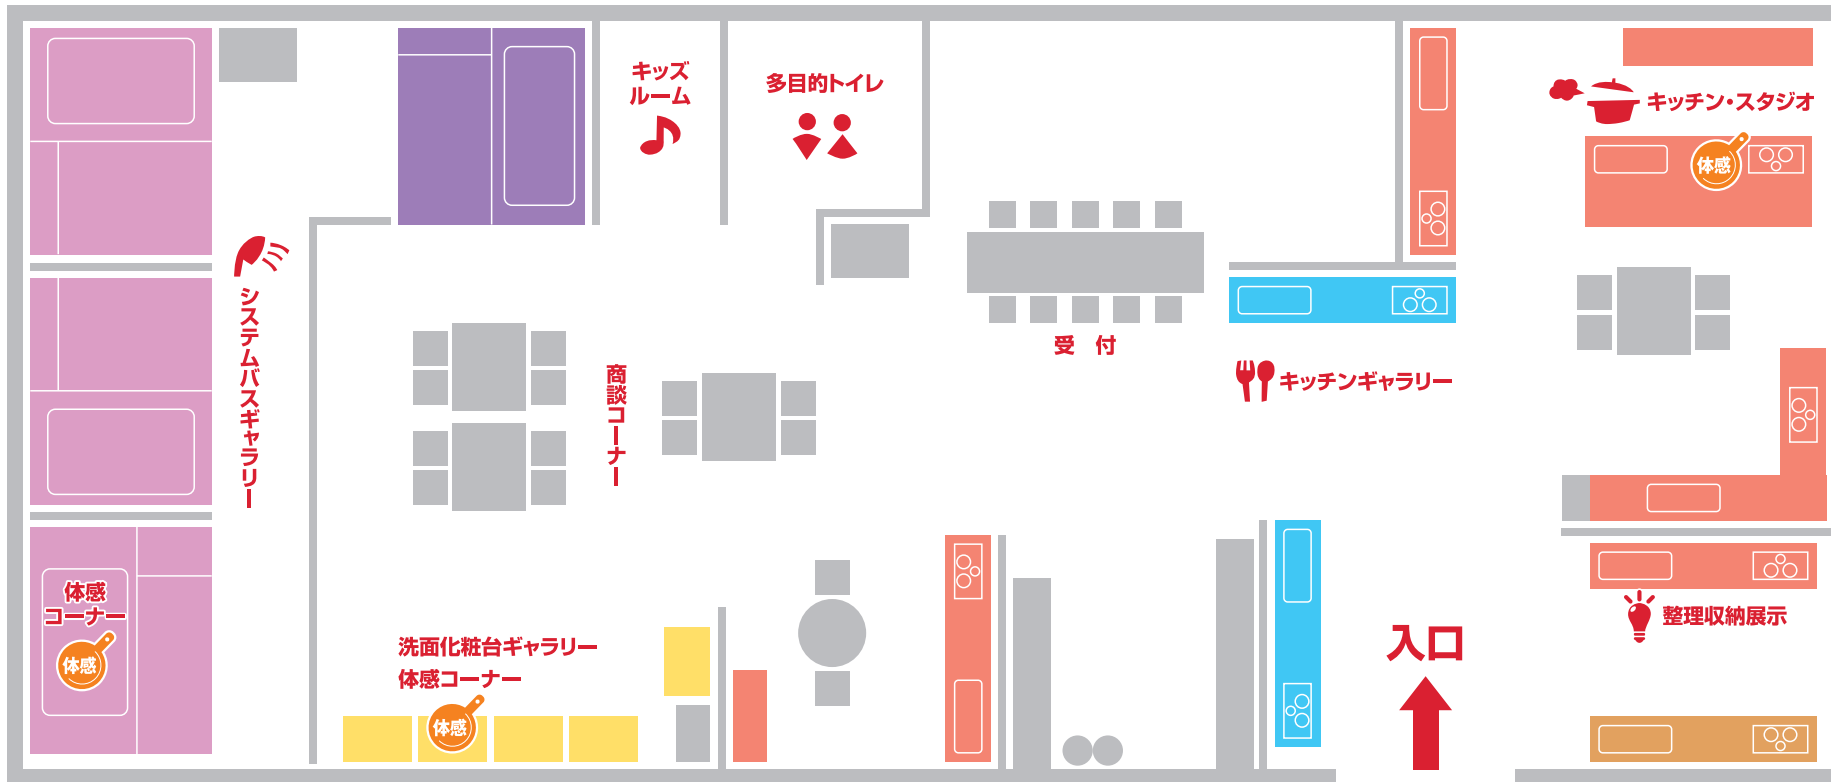 キッズ
ルーム
多目的トイレ
キッチン・スタジオ
体感
システムバスギャラリー
商談コーナー
受　付
キッチンギャラリー
体感
コーナー
体感
洗面化粧台ギャラリー
体感コーナー
体感
入口
整理収納展示